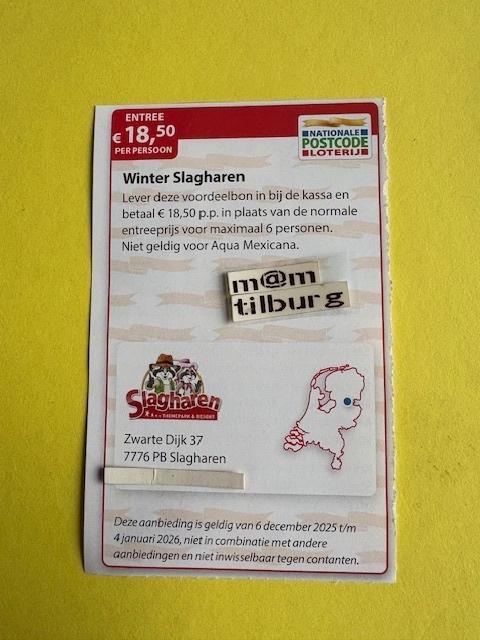 ENTREE
€ 18,50
PER PERSOON
NATIONALE
POSTCODE
LOTERIJ
Winter Slagharen
Lever deze voordeelbon in bij de kassa en
betaal € 18,50 p.p. in plaats van de normale
entreeprijs voor maximaal 6 personen.
Niet geldig voor Aqua Mexicana.
m@m
tilburg
Slagharen
THEMEPARK & RESORT
Zwarte Dijk 37
7776 PB Slagharen
Deze aanbieding is geldig van 6 december 2025 t/m
4 januari 2026, niet in combinatie met andere
aanbiedingen en niet inwisselbaar tegen contanten.